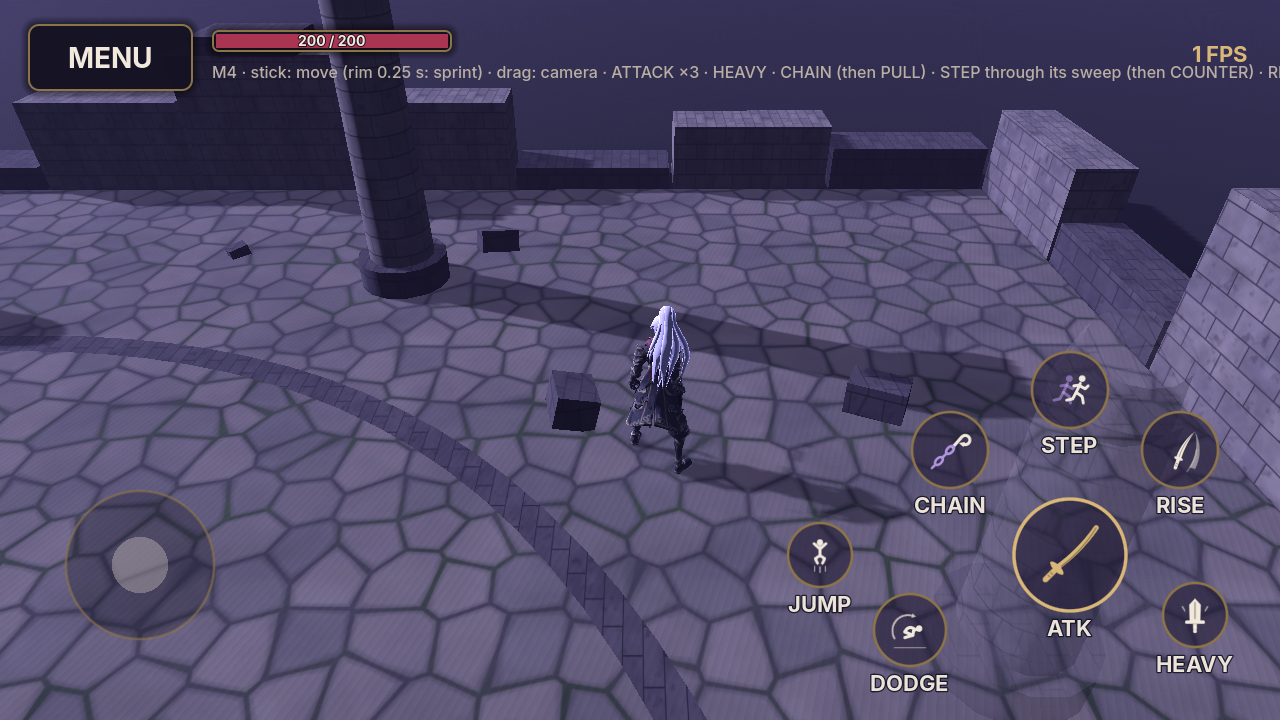 MENU
200 / 200
1 FPS
M4 · stick: move (rim 0.25 s: sprint) · drag: camera · ATTACK ×3 · HEAVY · CHAIN (then PULL) · STEP through its sweep (then COUNTER) ·
STEP
CHAIN
RISE
JUMP
ATK
HEAVY
DODGE